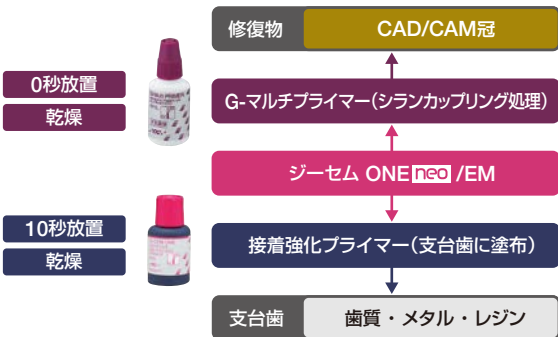 修復物 CAD/CAM冠
0秒放置
乾燥
G-マルチプライマー(シランカップリング処理)
ジーセム ONE neo /EM
10秒放置
乾燥
接着強化プライマー(支台歯に塗布)
支台歯 歯質・メタル・レジン